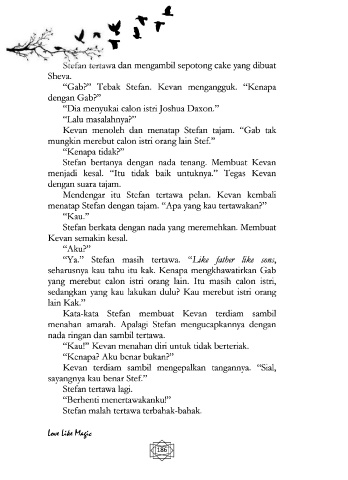 Stefan tertawa dan mengambil sepotong cake yang dibuat
Sheva.
“Gab?” Tebak Stefan. Kevan mengangguk. “Kenapa
dengan Gab?”
“Dia menyukai calon istri Joshua Daxon.”
“Lalu masalahnya?”
Kevan menoleh dan menatap Stefan tajam. “Gab tak
mungkin merebut calon istri orang lain Stef.”
“Kenapa tidak?”
Stefan bertanya dengan nada tenang. Membuat Kevan
menjadi kesal. “Itu tidak baik untuknya.” Tegas Kevan
dengan suara tajam.
Mendengar itu Stefan tertawa pelan. Kevan kembali
menatap Stefan dengan tajam. “Apa yang kau tertawakan?”
“Kau.”
Stefan berkata dengan nada yang meremehkan. Membuat
Kevan semakin kesal.
“Aku?”
“Ya.” Stefan masih tertawa. “Like father like sons,
seharusnya kau tahu itu kak. Kenapa mengkhawatirkan Gab
yang merebut calon istri orang lain. Itu masih calon istri,
sedangkan yang kau lakukan dulu? Kau merebut istri orang
lain Kak.”
Kata-kata Stefan membuat Kevan terdiam sambil
menahan amarah. Apalagi Stefan mengucapkannya dengan
nada ringan dan sambil tertawa.
“Kau!” Kevan menahan diri untuk tidak berteriak.
“Kenapa? Aku benar bukan?”
Kevan terdiam sambil mengepalkan tangannya. “Sial,
sayangnya kau benar Stef.”
Stefan tertawa lagi.
“Berhenti menertawakanku!”
Stefan malah tertawa terbahak-bahak.
Love Like Magic
186